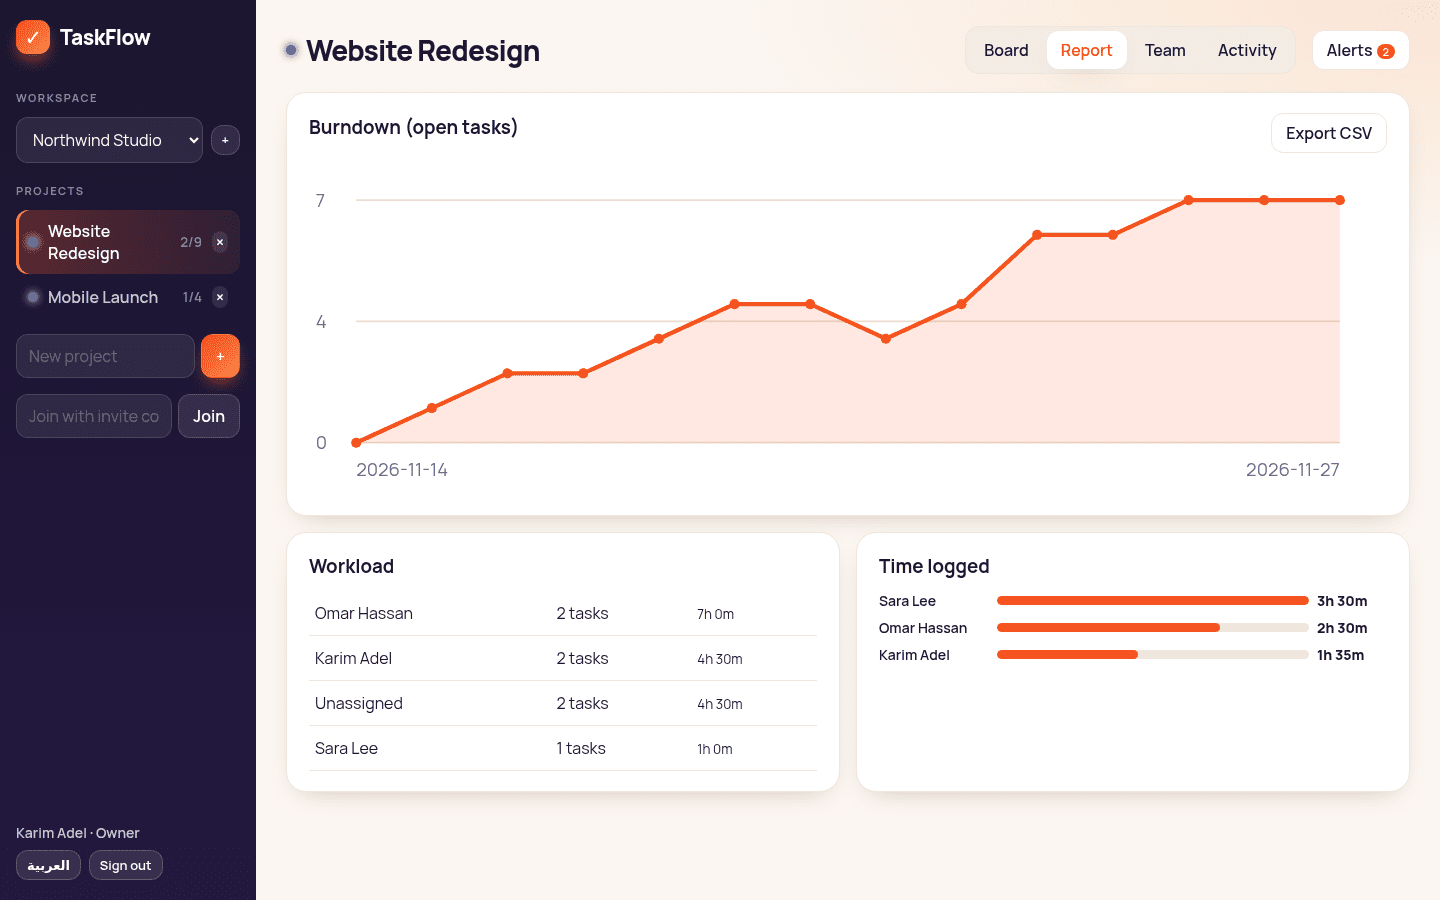 ✓ TaskFlow
WORKSPACE
Northwind Studio
+
PROJECTS
Website
Redesign
2/9 ×
Mobile Launch 1/4 ×
New project +
Join with invite co Join
Karim Adel · Owner
العربية Sign out
Website Redesign
Board Report Team Activity Alerts 2
Burndown (open tasks)
Export CSV
7
4
0
2026-11-14 2026-11-27
Workload
Omar Hassan 2 tasks 7h 0m
Karim Adel 2 tasks 4h 30m
Unassigned 2 tasks 4h 30m
Sara Lee 1 tasks 1h 0m
Time logged
Sara Lee 3h 30m
Omar Hassan 2h 30m
Karim Adel 1h 35m